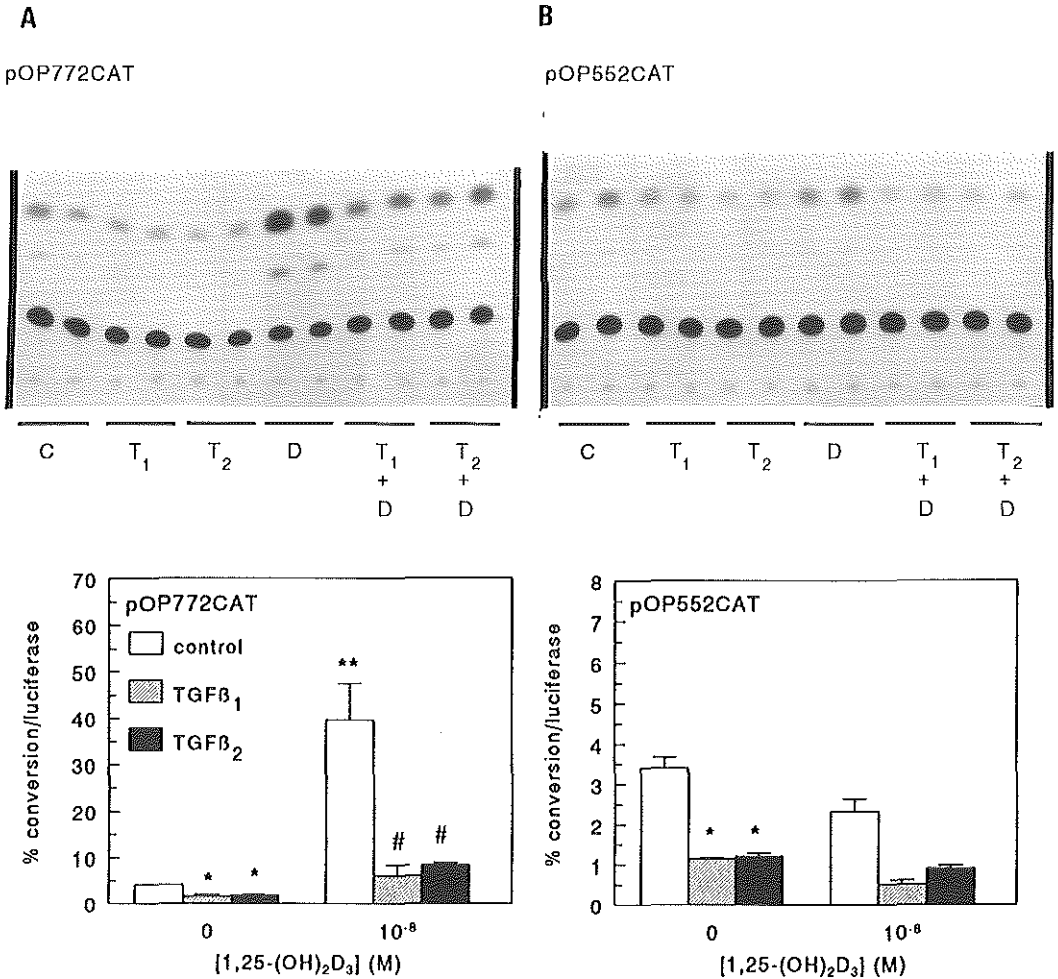 A
pOP772CAT
C T₁ T₂ D T₁ + D T₂ + D
B
pOP552CAT
C T₁ T₂ D T₁ + D T₂ + D
% conversion/luciferase
70
60
50
40
30
20
10
0
pOP772CAT
control
TGFß₁
TGFß₂
* *
**
# #
0 10⁻⁸
[1,25-(OH)₂D₃] (M)
% conversion/luciferase
8
7
6
5
4
3
2
1
0
pOP552CAT
* *
0 10⁻⁸
[1,25-(OH)₂D₃] (M)